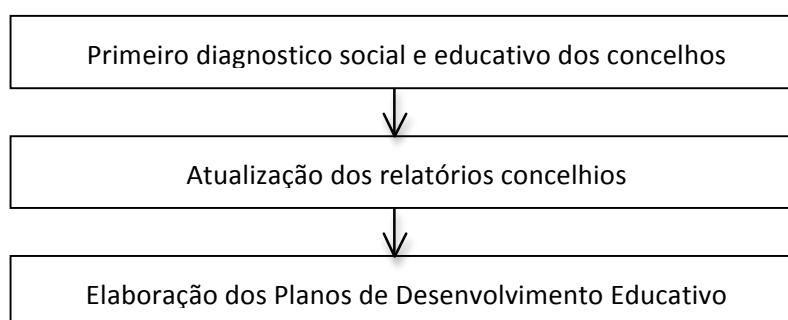 Primeiro diagnostico social e educativo dos concelhos
Atualização dos relatórios concelhios
Elaboração dos Planos de Desenvolvimento Educativo